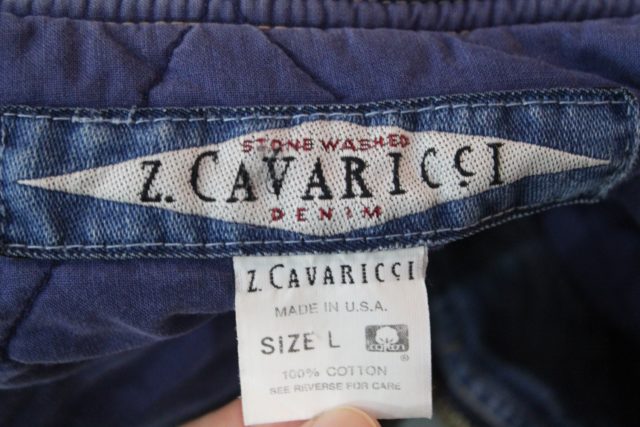 STONE WASHED
Z. CAVARICCI
DENIM
Z. CAVARICCI
MADE IN U.S.A.
SIZE L
®
100% COTTON
SEE REVERSE FOR CARE